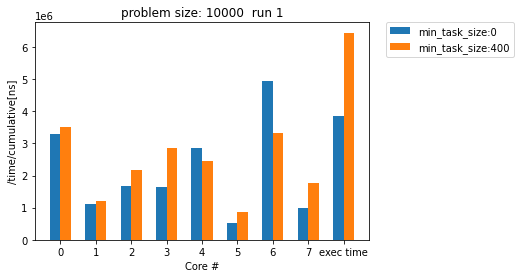 problem size: 10000  run 1
1e6
min_task_size:0
min_task_size:400
6
5
4
3
2
1
0
/time/cumulative[ns]
0 1 2 3 4 5 6 7 exec time
Core #